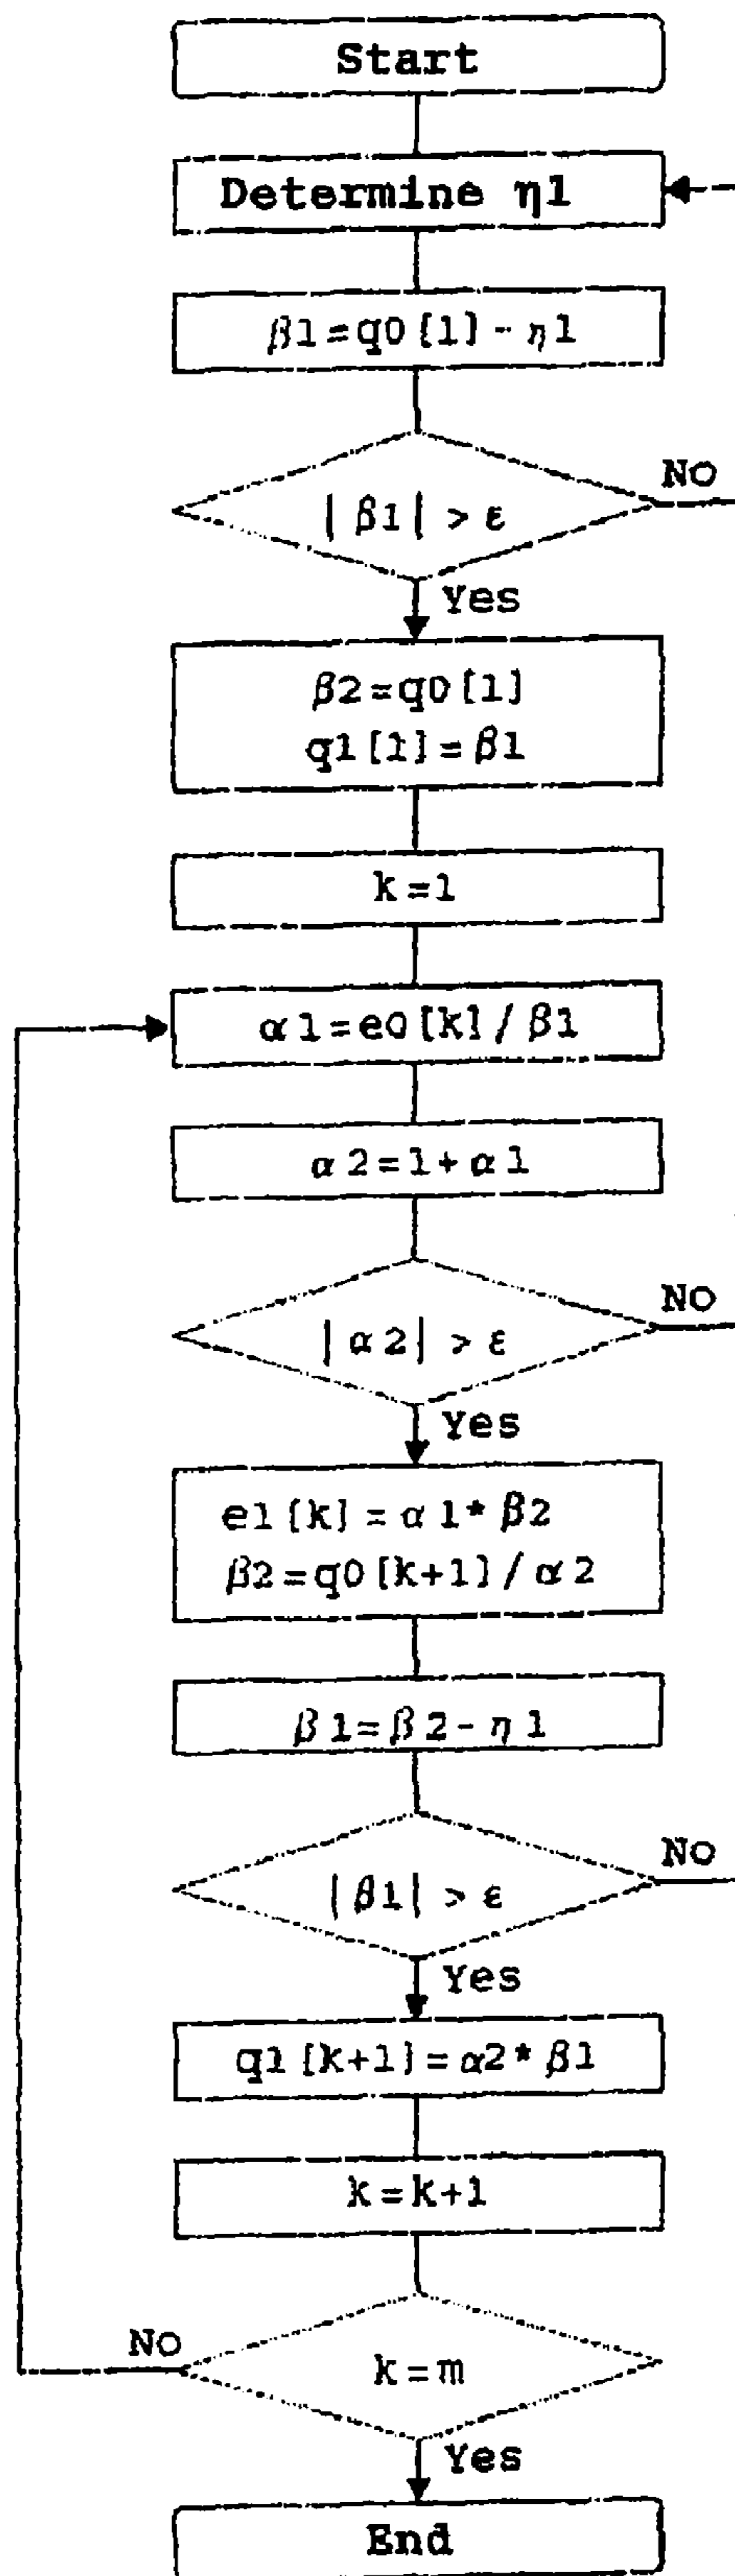 Start
Determine η1
β1=q0[1]-η1
|β1|>ε
NO
Yes
β2=q0[1]
q1[1]=β1
k=1
α1=e0[k]/β1
α2=1+α1
|α2|>ε
NO
Yes
e1[k]=α1*β2
β2=q0[k+1]/α2
β1=β2-η1
|β1|>ε
NO
Yes
q1[k+1]=α2*β1
k=k+1
NO
k=m
Yes
End